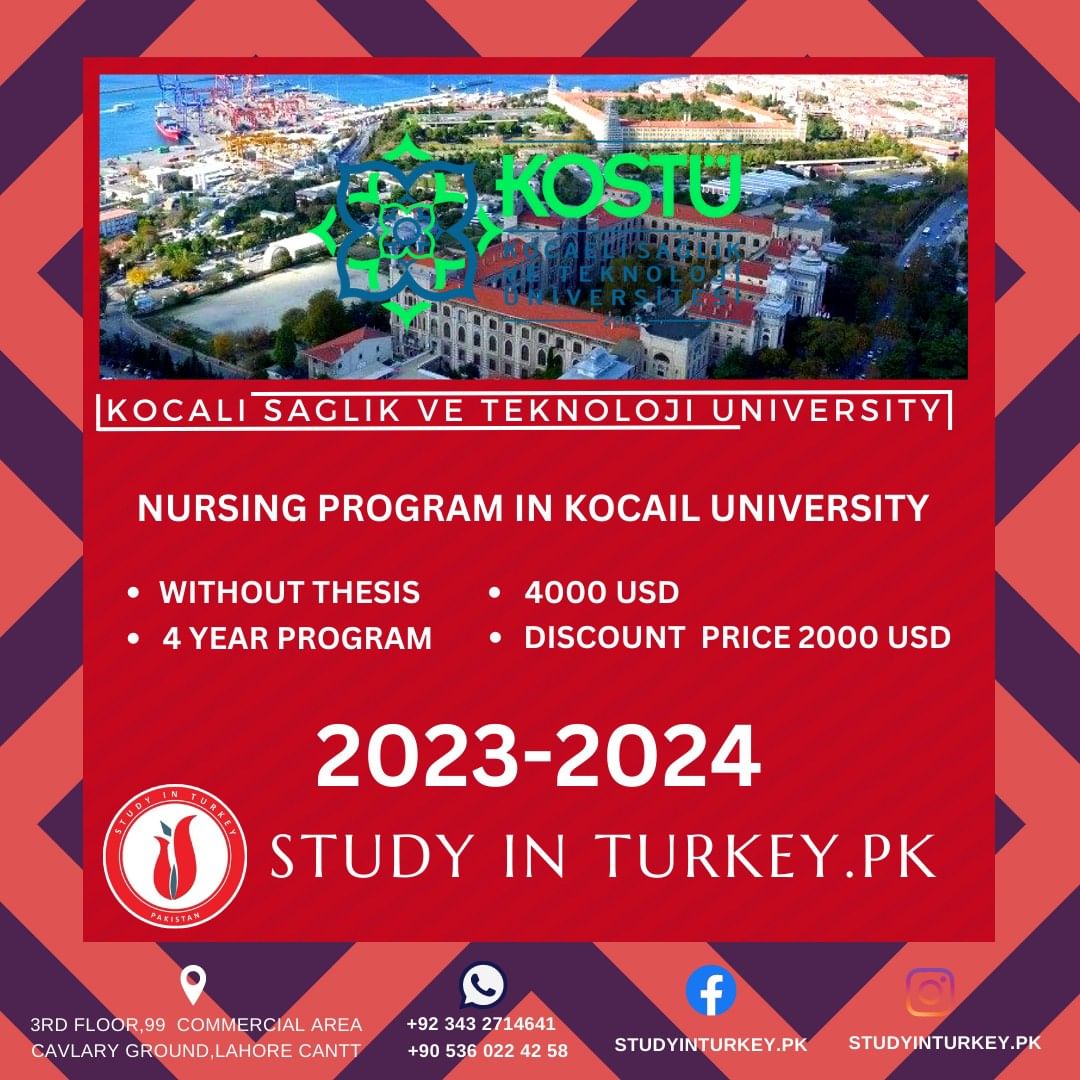 KOSTÜ
KOCAELİ SAĞLIK
VE TEKNOLOJİ
ÜNİVERSİTESİ
KOCALI SAGLIK VE TEKNOLOJI UNIVERSITY
NURSING PROGRAM IN KOCAIL UNIVERSITY
• WITHOUT THESIS
• 4 YEAR PROGRAM
• 4000 USD
• DISCOUNT PRICE 2000 USD
2023-2024
STUDY IN TURKEY
PAKISTAN
STUDY IN TURKEY.PK
3RD FLOOR,99 COMMERCIAL AREA
CAVLARY GROUND,LAHORE CANTT
+92 343 2714641
+90 536 022 42 58
STUDYINTURKEY.PK
STUDYINTURKEY.PK